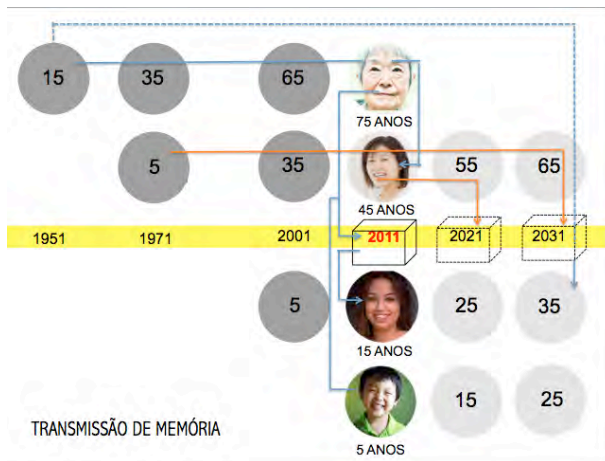 15 35 65
75 ANOS
5 35 55 65
45 ANOS
1951 1971 2001 2011 2021 2031
5 25 35
15 ANOS
15 25
TRANSMISSÃO DE MEMÓRIA
5 ANOS